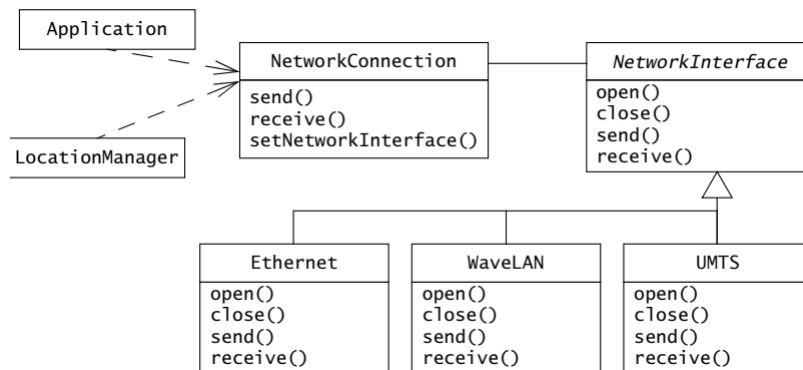 Application
LocationManager
NetworkConnection
send()
receive()
setNetworkInterface()
NetworkInterface
open()
close()
send()
receive()
Ethernet
open()
close()
send()
receive()
WaveLAN
open()
close()
send()
receive()
UMTS
open()
close()
send()
receive()